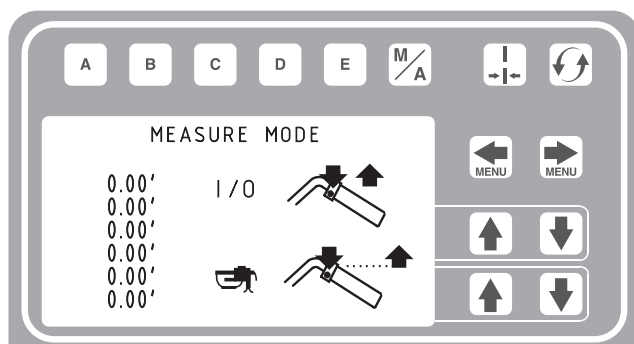 A B C D E M/A
MEASURE MODE
0.00' I/O
0.00'
0.00'
0.00'
0.00'
0.00'
MENU MENU